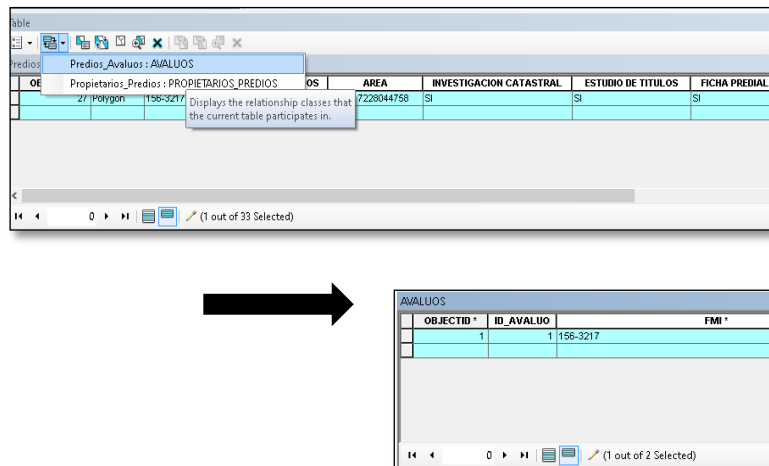 Table
Predios
Predios_Avaluos : AVALUOS
Propietarios_Predios : PROPIETARIOS_PREDIOS
Displays the relationship classes that
the current table participates in.
OS AREA INVESTIGACION CATASTRAL ESTUDIO DE TITULOS FICHA PREDIAL
27 Polygon 156-3217 7228044758 SI SI SI
0 (1 out of 33 Selected)
AVALUOS
OBJECTID * ID_AVALUO FMI *
1 1 156-3217
0 (1 out of 2 Selected)